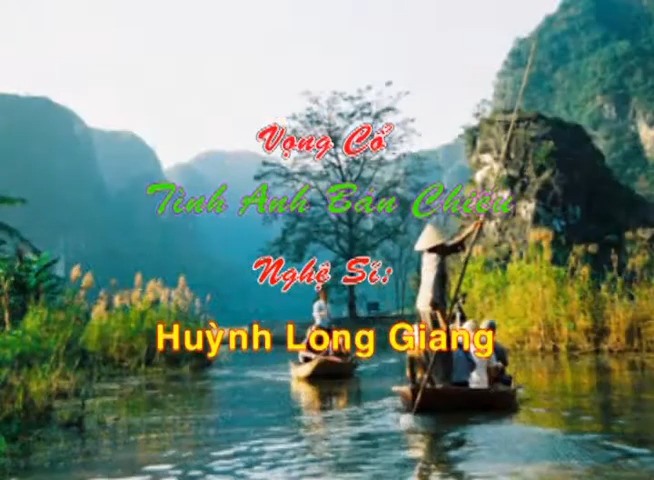 Vọng Cổ
Tình Anh Bán Chiếu
Nghệ Sĩ:
Huỳnh Long Giang